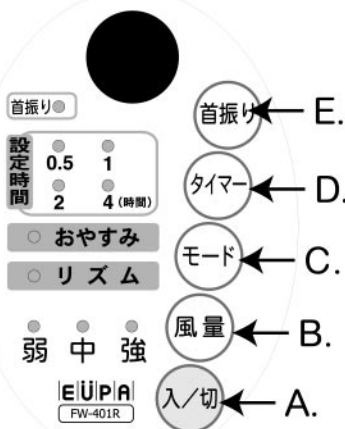 首振り
首振り
E.
設定時間
0.5 1
2 4 (時間)
タイマー
D.
おやすみ
モード
C.
リズム
風量
B.
弱 中 強
EUPA
FW-401R
入/切
A.